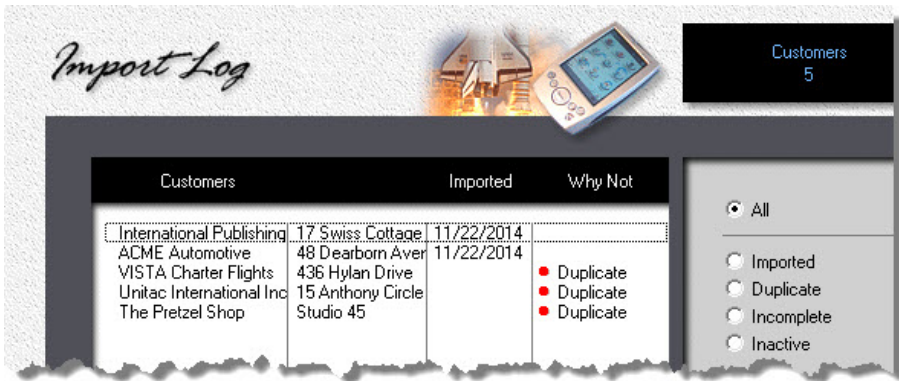 Import Log
Customers
5
Customers Imported Why Not
International Publishing 17 Swiss Cottage 11/22/2014
ACME Automotive 48 Dearborn Aver 11/22/2014
VISTA Charter Flights 436 Hylan Drive Duplicate
Unitac International Inc 15 Anthony Circle Duplicate
The Pretzel Shop Studio 45 Duplicate
All
Imported
Duplicate
Incomplete
Inactive